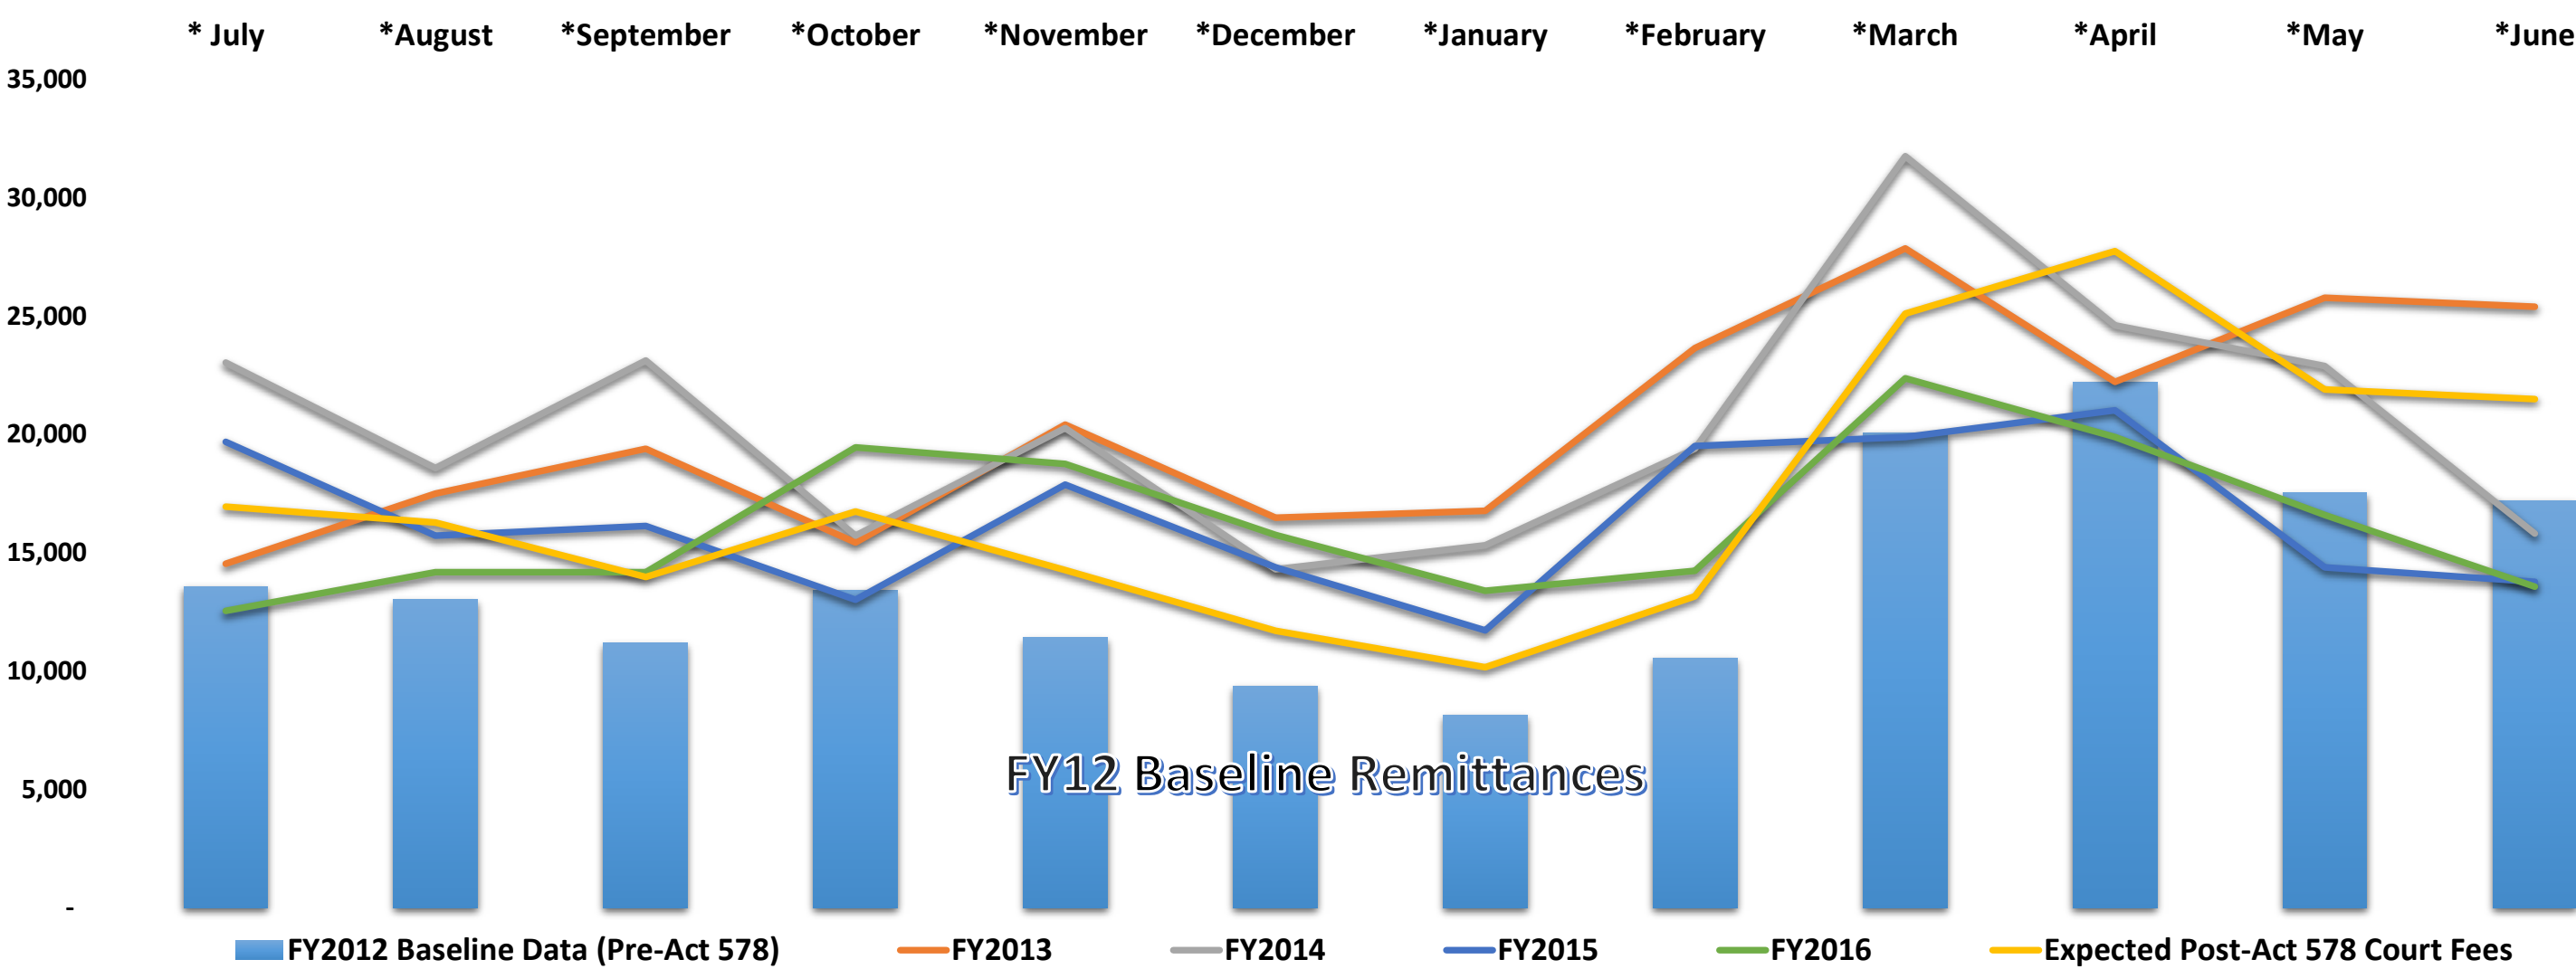 * July *August *September *October *November *December *January *February *March *April *May *June
35,000
30,000
25,000
20,000
15,000
10,000
5,000
-
FY12 Baseline Remittances
FY2012 Baseline Data (Pre-Act 578) FY2013 FY2014 FY2015 FY2016 Expected Post-Act 578 Court Fees